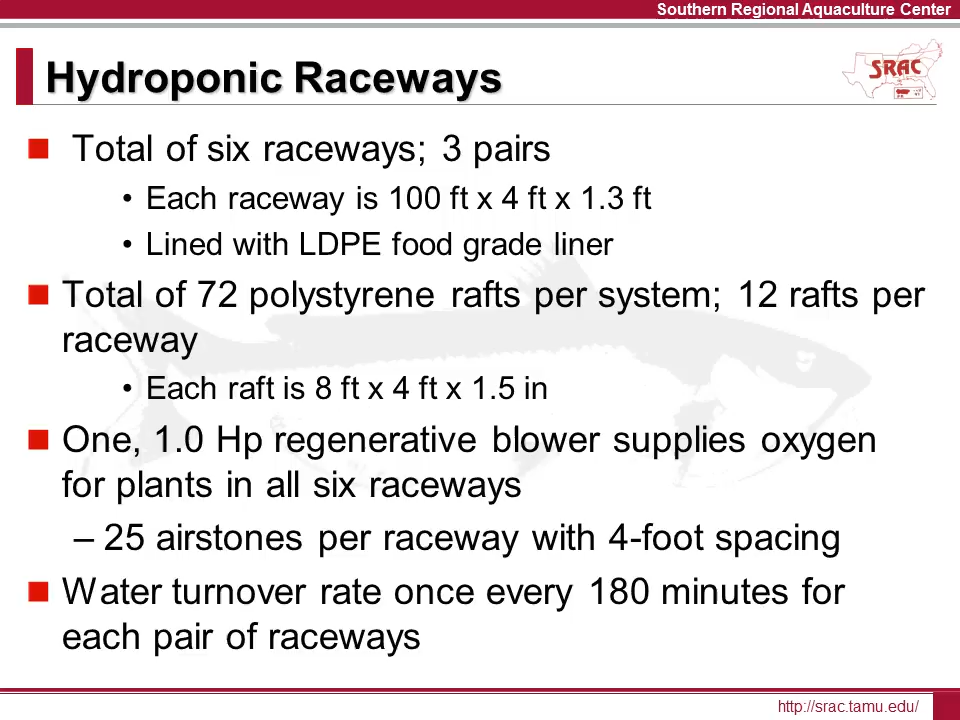 Southern Regional Aquaculture Center
Hydroponic Raceways
SRAC
Total of six raceways; 3 pairs
• Each raceway is 100 ft x 4 ft x 1.3 ft
• Lined with LDPE food grade liner
Total of 72 polystyrene rafts per system; 12 rafts per
raceway
• Each raft is 8 ft x 4 ft x 1.5 in
One, 1.0 Hp regenerative blower supplies oxygen
for plants in all six raceways
– 25 airstones per raceway with 4-foot spacing
Water turnover rate once every 180 minutes for
each pair of raceways
http://srac.tamu.edu/